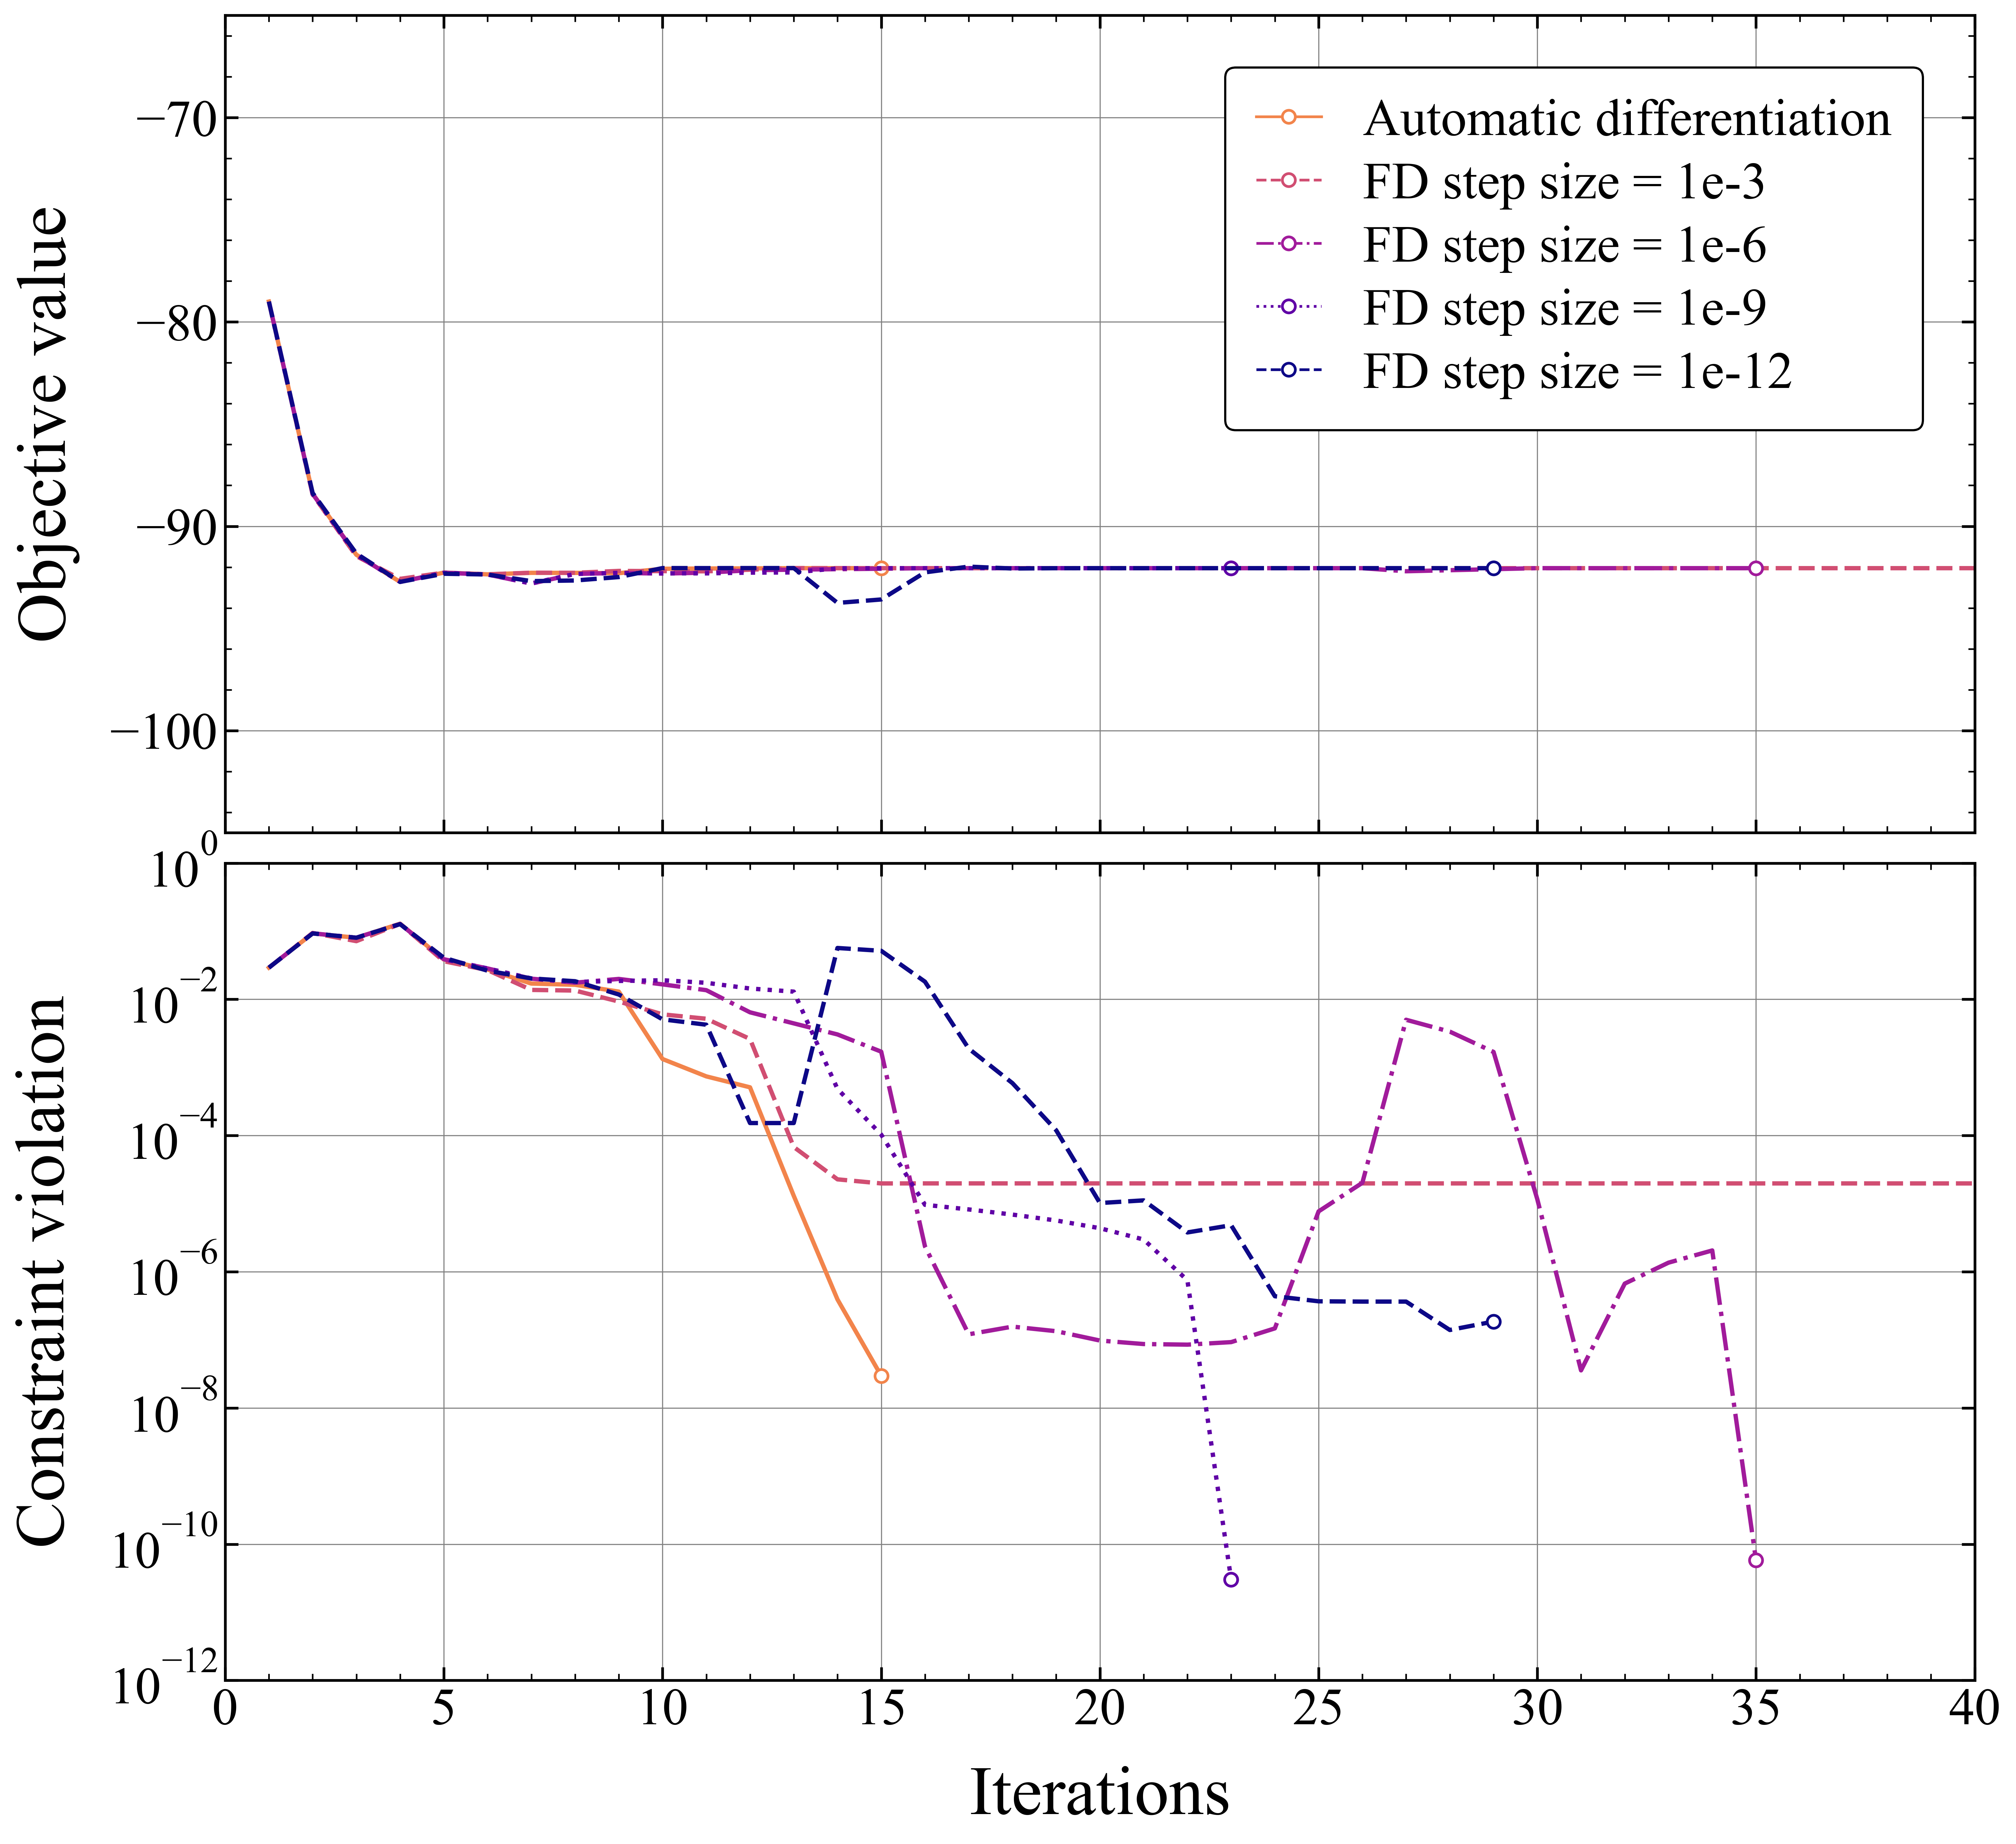 Objective value
−70
−80
−90
−100
Automatic differentiation
FD step size = 1e-3
FD step size = 1e-6
FD step size = 1e-9
FD step size = 1e-12
Constraint violation
10^0
10^−2
10^−4
10^−6
10^−8
10^−10
10^−12
0 5 10 15 20 25 30 35 40
Iterations